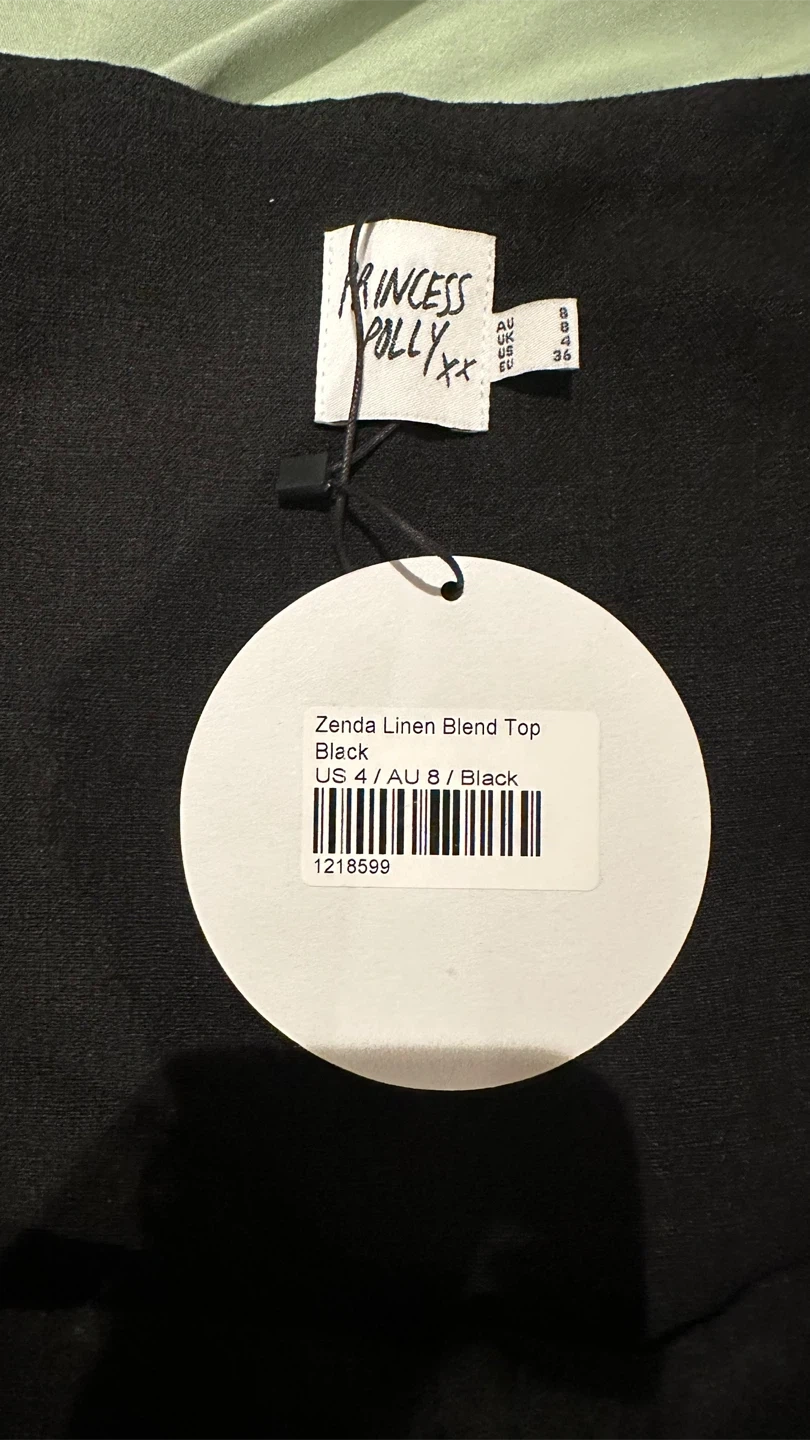 PRINCESS
POLLY
xx
AU 8
UK 8
US 4
EU 36
Zenda Linen Blend Top
Black
US 4 / AU 8 / Black
1218599